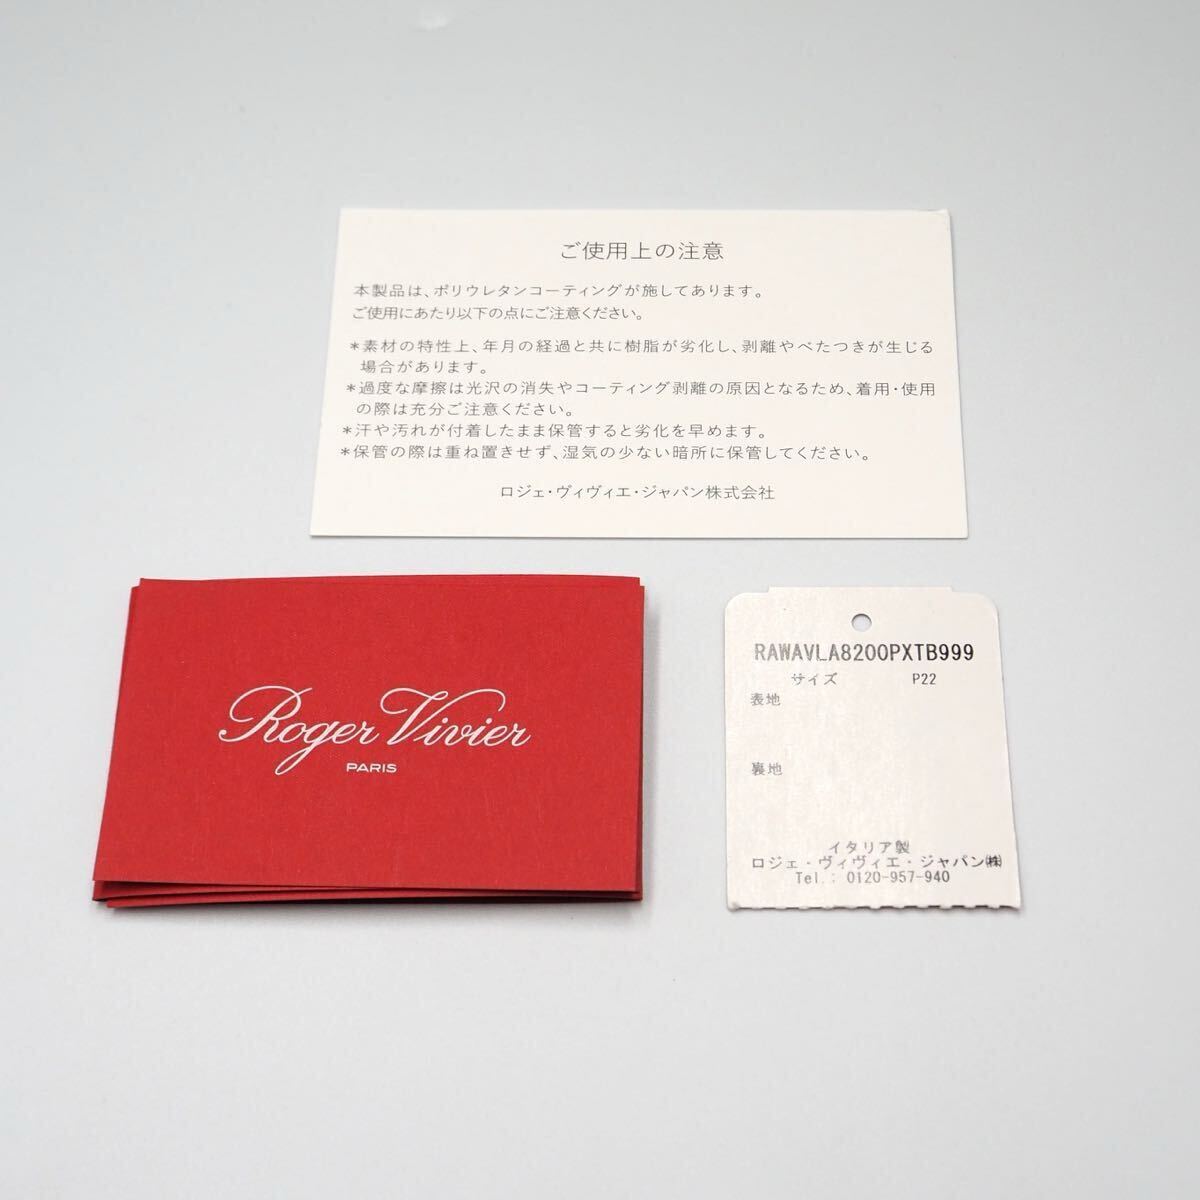 ご使用上の注意
本製品は、ポリウレタンコーティングが施してあります。
ご使用にあたり以下の点にご注意ください。
*素材の特性上、年月の経過と共に樹脂が劣化し、剥離やべたつきが生じる
場合があります。
*過度な摩擦は光沢の消失やコーティング剥離の原因となるため、着用・使用
の際は充分ご注意ください。
*汗や汚れが付着したまま保管すると劣化を早めます。
*保管の際は重ね置きせず、湿気の少ない暗所に保管してください。
ロジェ・ヴィヴィエ・ジャパン株式会社
Roger Vivier
PARIS
RAWAVLA8200PXTB999
サイズ P22
表地
裏地
イタリア製
ロジェ・ヴィヴィエ・ジャパン㈱
Tel.: 0120-957-940